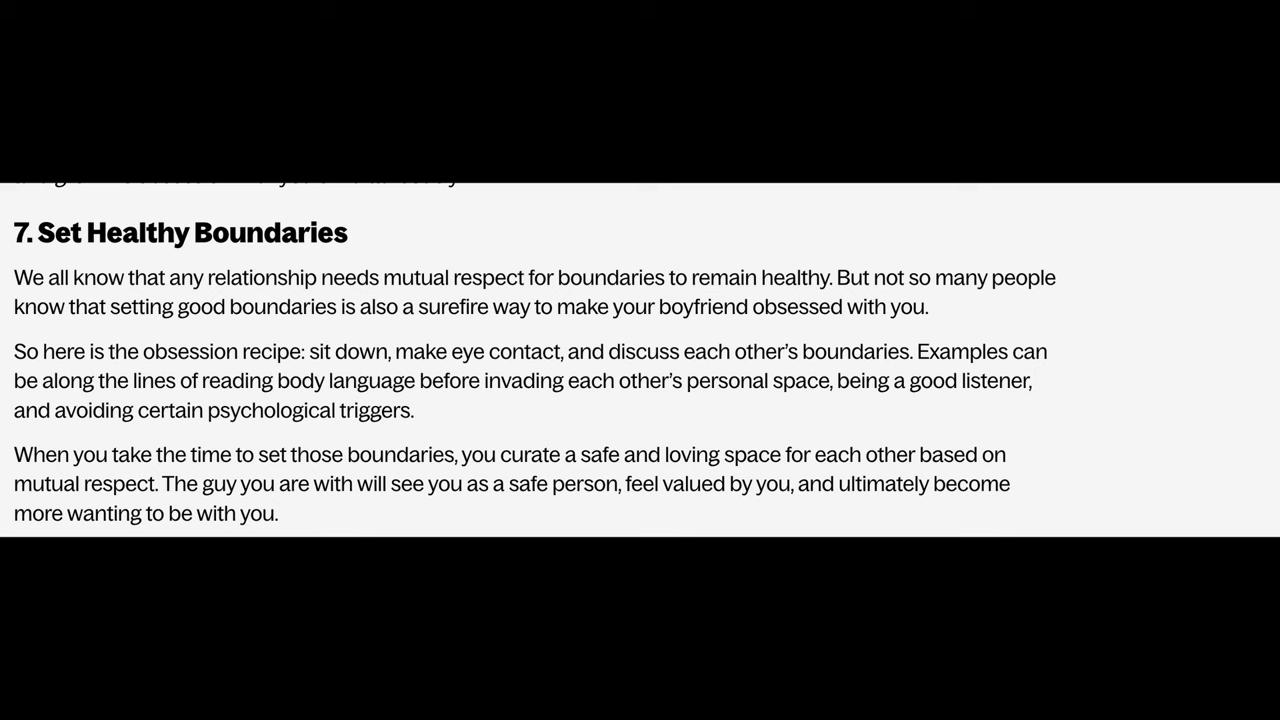 7. Set Healthy Boundaries
We all know that any relationship needs mutual respect for boundaries to remain healthy. But not so many people
know that setting good boundaries is also a surefire way to make your boyfriend obsessed with you.
So here is the obsession recipe: sit down, make eye contact, and discuss each other’s boundaries. Examples can
be along the lines of reading body language before invading each other’s personal space, being a good listener,
and avoiding certain psychological triggers.
When you take the time to set those boundaries, you curate a safe and loving space for each other based on
mutual respect. The guy you are with will see you as a safe person, feel valued by you, and ultimately become
more wanting to be with you.